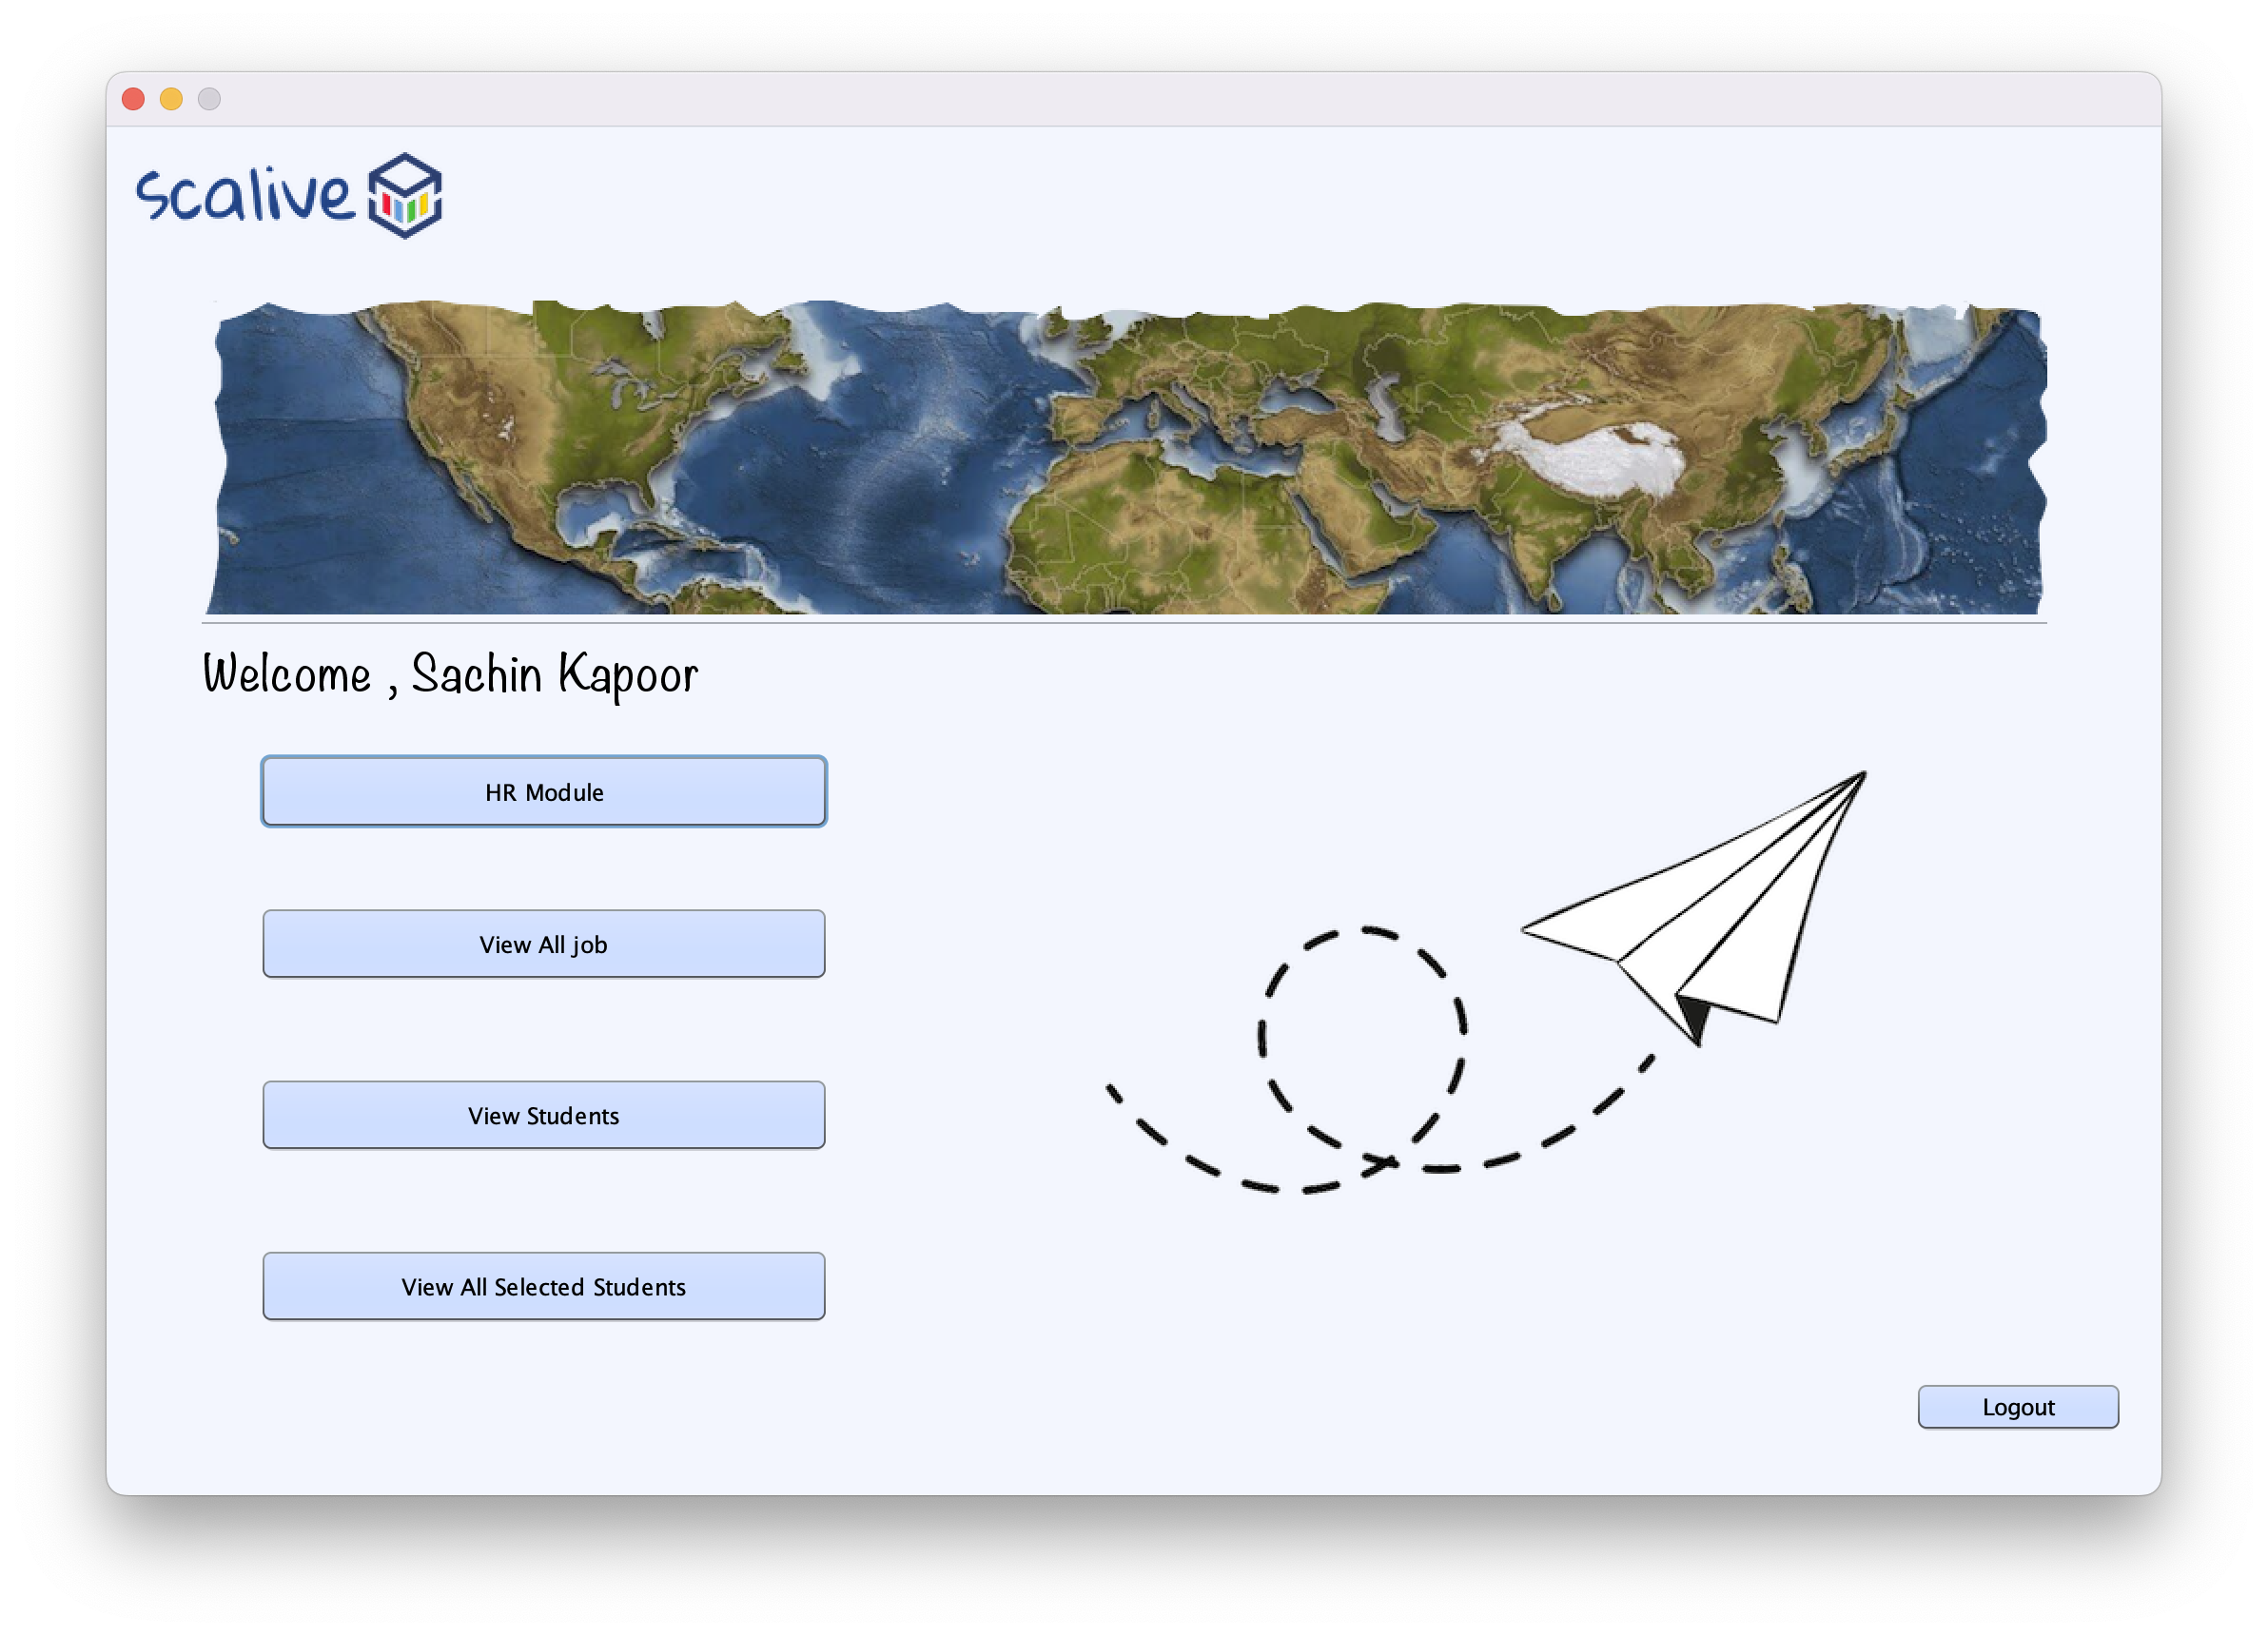 scalive
Welcome , Sachin Kapoor
HR Module
View All job
View Students
View All Selected Students
Logout